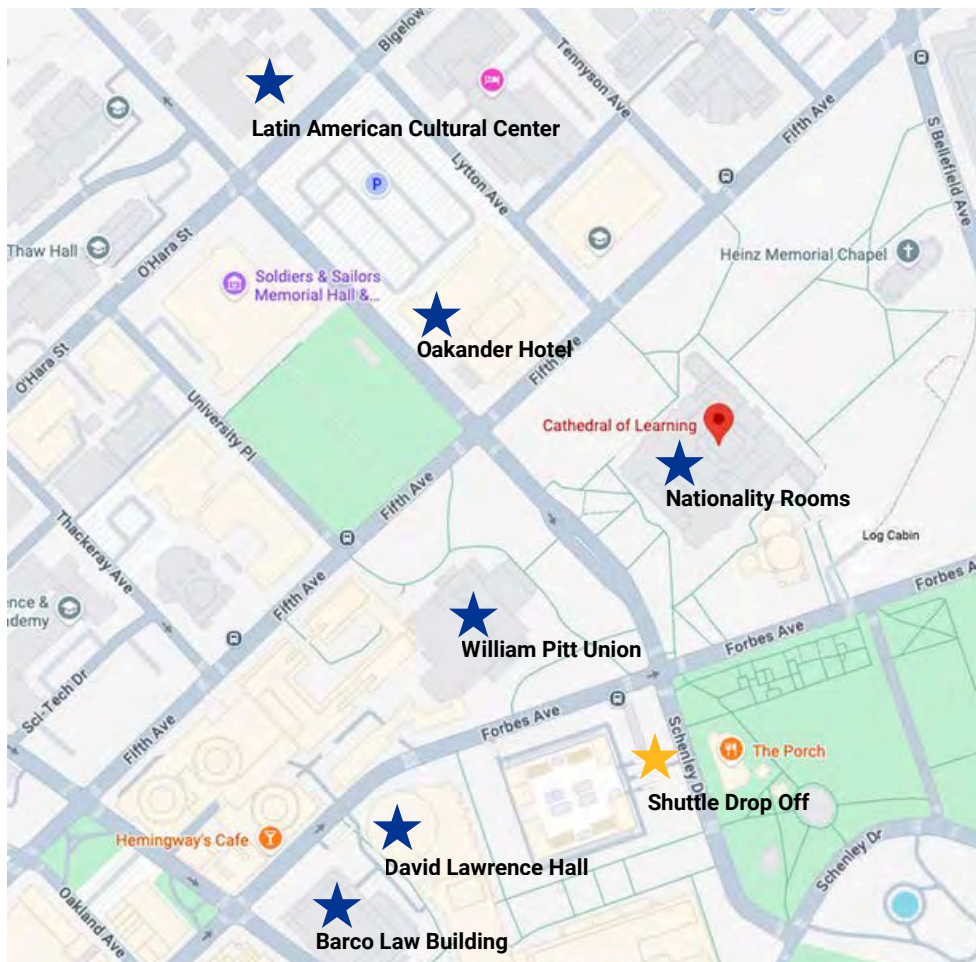 Bigelow
Tennyson Ave
Fifth Ave
S Bellefield Ave
Latin American Cultural Center
Lytton Ave
P
Thaw Hall
O'Hara St
Heinz Memorial Chapel
Soldiers & Sailors
Memorial Hall &...
Oakander Hotel
Fifth Ave
O'Hara St
University Pl
Cathedral of Learning
Nationality Rooms
Fifth Ave
Thackeray Ave
Log Cabin
Forbes A
nce &
ademy
Fifth Ave
William Pitt Union
Forbes Ave
Sci-Tech Dr
Fifth Ave
Forbes Ave
Schenley D
The Porch
Shuttle Drop Off
Hemingway's Cafe
David Lawrence Hall
Schenley Dr
Oakland Ave
Barco Law Building